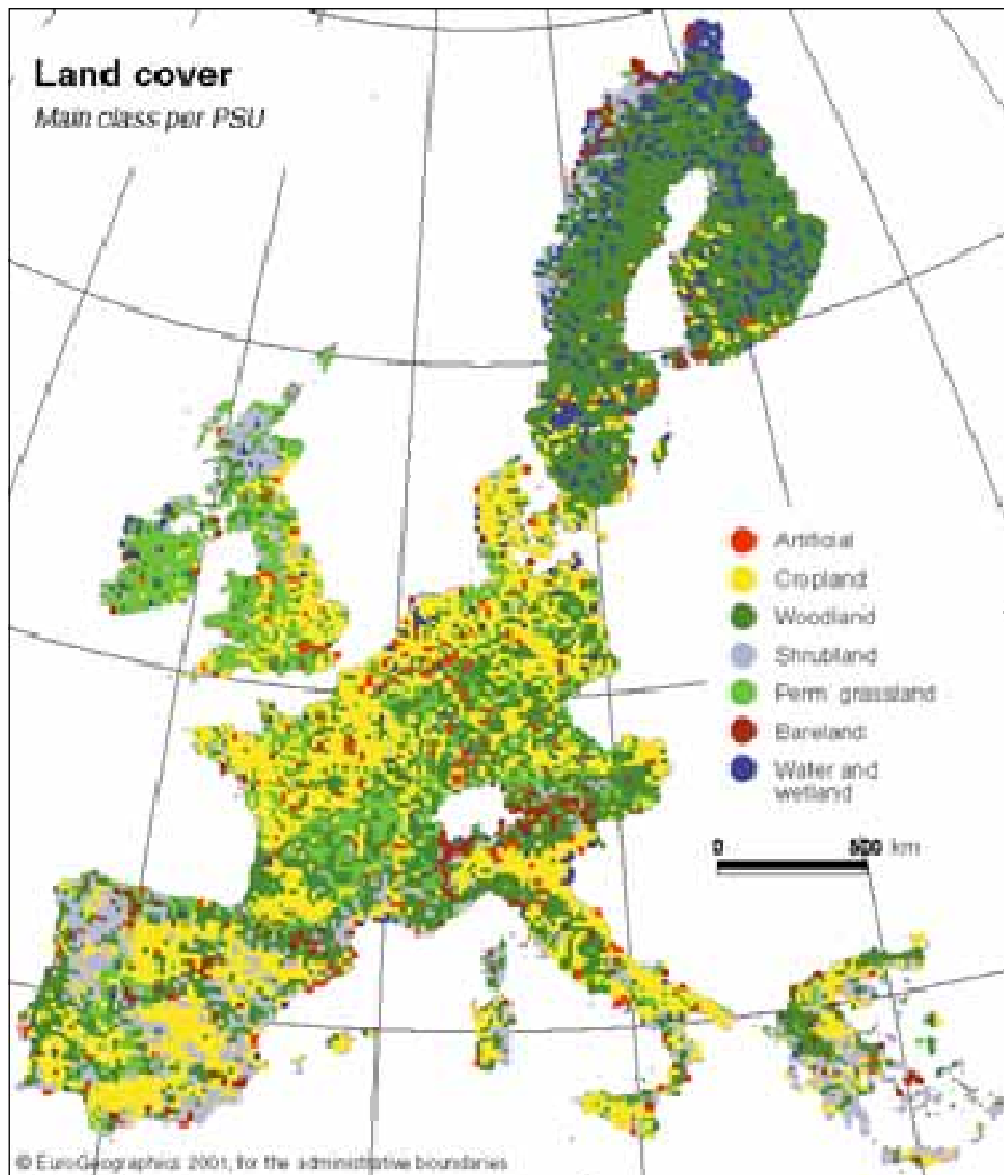 Land cover
Main class per PSU
Artificial
Cropland
Woodland
Shrubland
Perm. grassland
Bareland
Water and
wetland
0 500 km
© EuroGeographics 2001, for the administrative boundaries